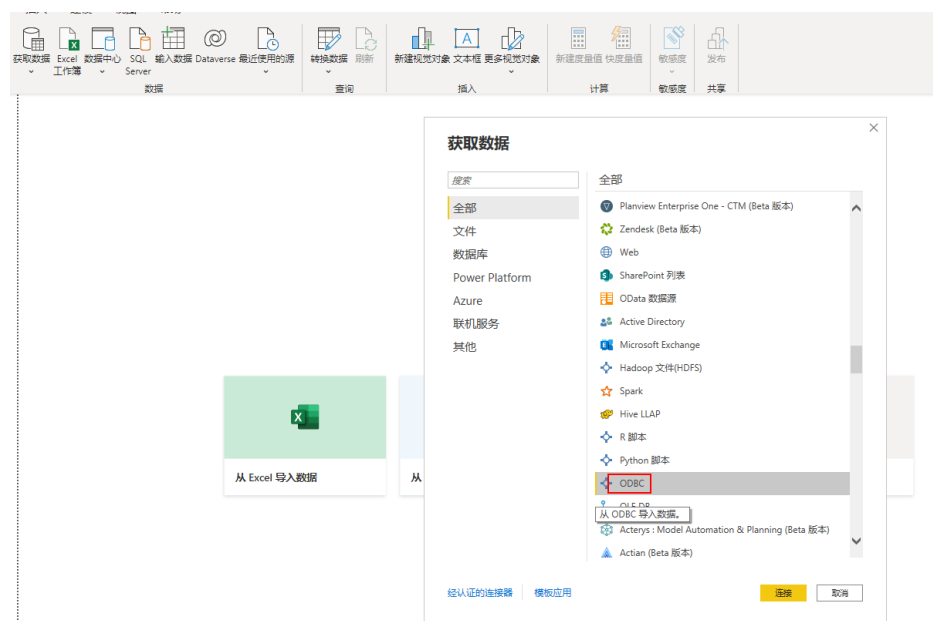 获取数据 Excel 工作簿 数据中心 SQL Server 输入数据 Dataverse 最近使用的源 转换数据 刷新 新建视觉对象 文本框 更多视觉对象 新建度量值 快度量值 敏感度 发布
数据 查询 插入 计算 敏感度 共享
获取数据
搜索
全部
文件
数据库
Power Platform
Azure
联机服务
其他
全部
Planview Enterprise One - CTM (Beta 版本)
Zendesk (Beta 版本)
Web
SharePoint 列表
OData 数据源
Active Directory
Microsoft Exchange
Hadoop 文件(HDFS)
Spark
Hive LLAP
R 脚本
Python 脚本
ODBC
从 ODBC 导入数据。
Acterys : Model Automation & Planning (Beta 版本)
Actian (Beta 版本)
从 Excel 导入数据
从
经认证的连接器 模板应用
连接 取消